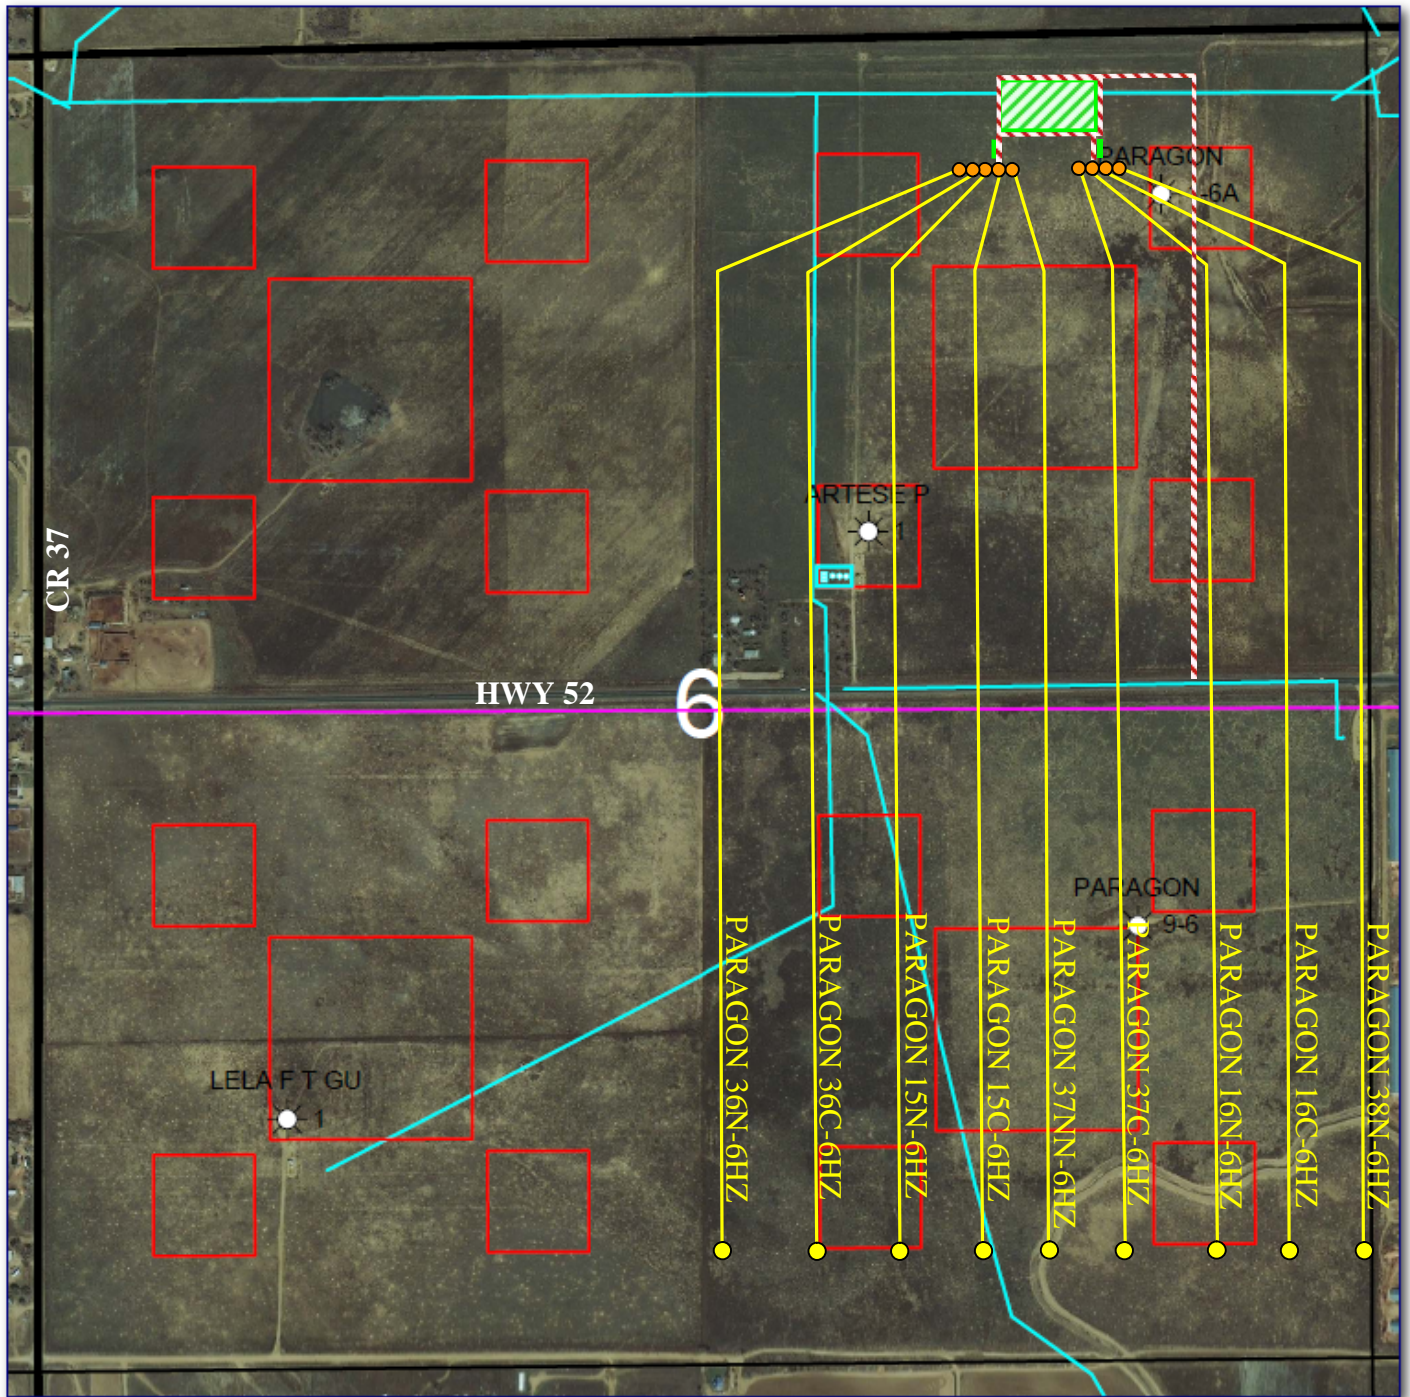 PARAGON
-6A
ARTESE P
1
CR 37
HWY 52
6
PARAGON
9-6
LELA F T GU
1
PARAGON 36N-6HZ
PARAGON 36C-6HZ
PARAGON 15N-6HZ
PARAGON 15C-6HZ
PARAGON 37NN-6HZ
PARAGON 37C-6HZ
PARAGON 16N-6HZ
PARAGON 16C-6HZ
PARAGON 38N-6HZ